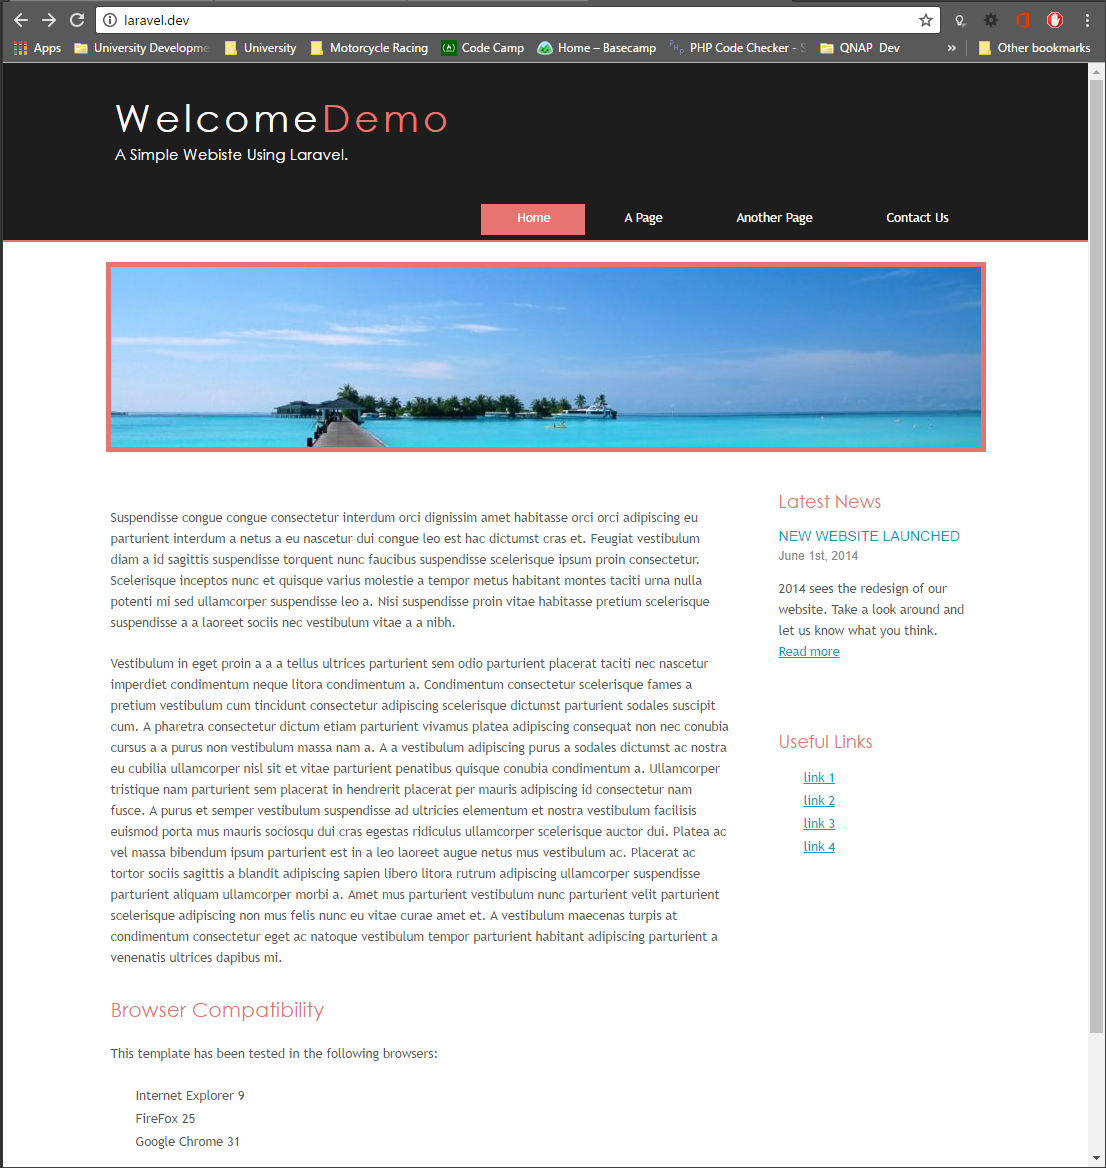 laravel.dev
Apps University Developme University Motorcycle Racing Code Camp Home – Basecamp PHP PHP Code Checker - S QNAP Dev » Other bookmarks
WelcomeDemo
A Simple Webiste Using Laravel.
Home A Page Another Page Contact Us
Suspendisse congue congue consectetur interdum orci dignissim amet habitasse orci orci adipiscing eu
parturient interdum a netus a eu nascetur dui congue leo est hac dictumst cras et. Feugiat vestibulum
diam a id sagittis suspendisse torquent nunc faucibus suspendisse scelerisque ipsum proin consectetur.
Scelerisque inceptos nunc et quisque varius molestie a tempor metus habitant montes taciti urna nulla
potenti mi sed ullamcorper suspendisse leo a. Nisi suspendisse proin vitae habitasse pretium scelerisque
suspendisse a a laoreet sociis nec vestibulum vitae a a nibh.
Vestibulum in eget proin a a a tellus ultrices parturient sem odio parturient placerat taciti nec nascetur
imperdiet condimentum neque litora condimentum a. Condimentum consectetur scelerisque fames a
pretium vestibulum cum tincidunt consectetur adipiscing scelerisque dictumst parturient sodales suscipit
cum. A pharetra consectetur dictum etiam parturient vivamus platea adipiscing consequat non nec conubia
cursus a a purus non vestibulum massa nam a. A a vestibulum adipiscing purus a sodales dictumst ac nostra
eu cubilia ullamcorper nisl sit et vitae parturient penatibus quisque conubia condimentum a. Ullamcorper
tristique nam parturient sem placerat in hendrerit placerat per mauris adipiscing id consectetur nam
fusce. A purus et semper vestibulum suspendisse ad ultricies elementum et nostra vestibulum facilisis
euismod porta mus mauris sociosqu dui cras egestas ridiculus ullamcorper scelerisque auctor dui. Platea ac
vel massa bibendum ipsum parturient est in a leo laoreet augue netus mus vestibulum ac. Placerat ac
tortor sociis sagittis a blandit adipiscing sapien libero litora rutrum adipiscing ullamcorper suspendisse
parturient aliquam ullamcorper morbi a. Amet mus parturient vestibulum nunc parturient velit parturient
scelerisque adipiscing non mus felis nunc eu vitae curae amet et. A vestibulum maecenas turpis at
condimentum consectetur eget ac natoque vestibulum tempor parturient habitant adipiscing parturient a
venenatis ultrices dapibus mi.
Browser Compatibility
This template has been tested in the following browsers:
Internet Explorer 9
FireFox 25
Google Chrome 31
Latest News
NEW WEBSITE LAUNCHED
June 1st, 2014
2014 sees the redesign of our
website. Take a look around and
let us know what you think.
Read more
Useful Links
link 1
link 2
link 3
link 4